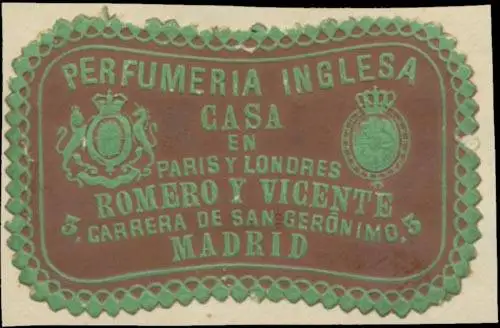 PERFUMERIA INGLESA
CASA
EN
PARIS Y LONDRES
ROMERO Y VICENTE
3, CARRERA DE SAN GERÓNIMO, 3
MADRID